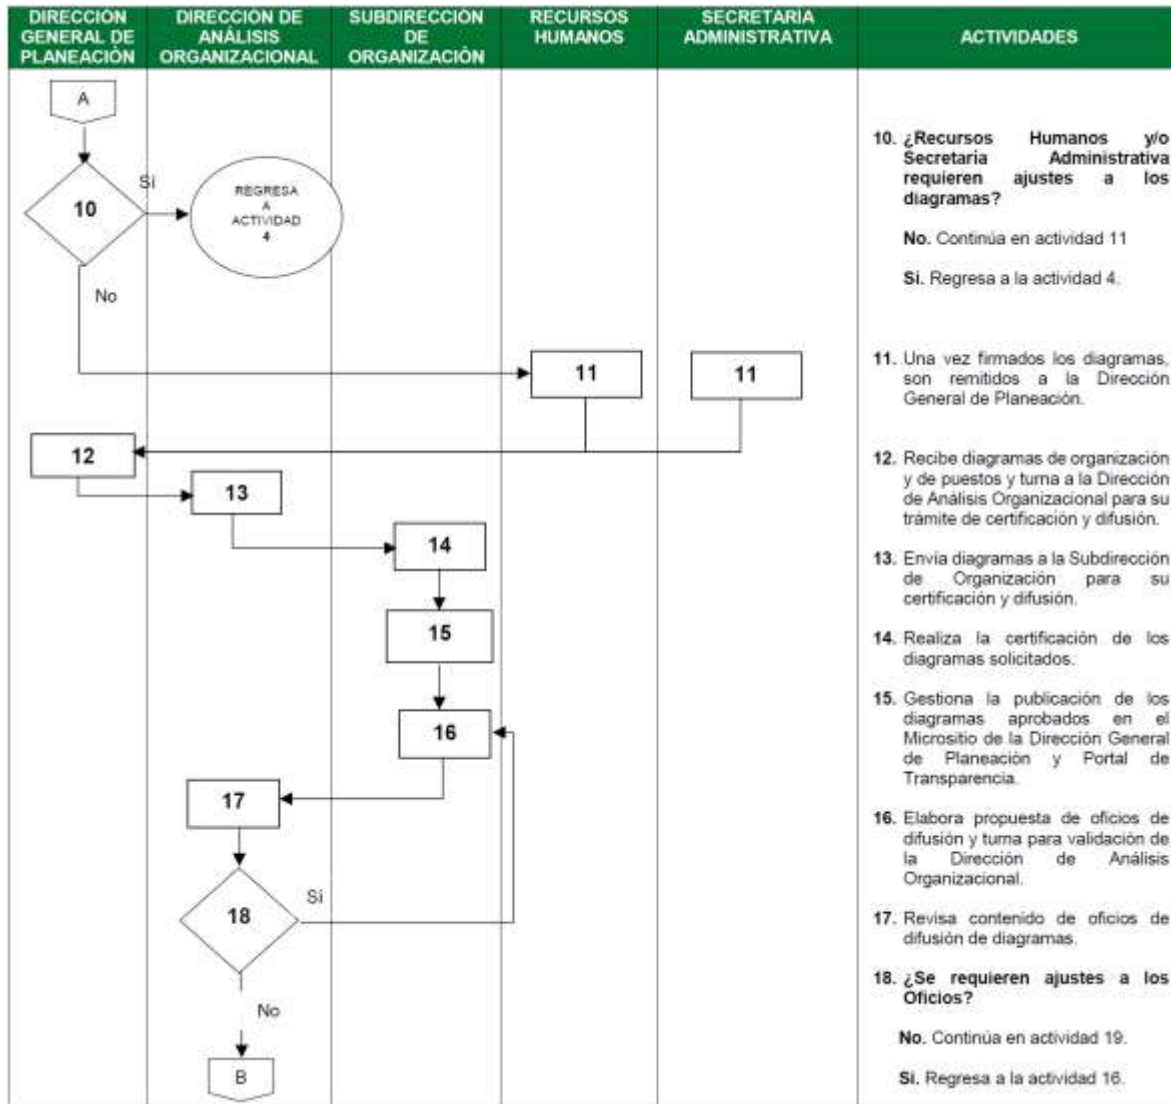 DIRECCIÓN
GENERAL DE
PLANEACIÓN
DIRECCIÓN DE
ANÁLISIS
ORGANIZACIONAL
SUBDIRECCIÓN
DE
ORGANIZACIÓN
RECURSOS
HUMANOS
SECRETARÍA
ADMINISTRATIVA
ACTIVIDADES
A
10
Sí
REGRESA
A
ACTIVIDAD
4
No
11
11
12
13
14
15
16
17
18
Sí
No
B
10. ¿Recursos Humanos y/o
Secretaria Administrativa
requieren ajustes a los
diagramas?
No. Continúa en actividad 11
Si. Regresa a la actividad 4.
11. Una vez firmados los diagramas,
son remitidos a la Dirección
General de Planeación.
12. Recibe diagramas de organización
y de puestos y turna a la Dirección
de Análisis Organizacional para su
trámite de certificación y difusión.
13. Envía diagramas a la Subdirección
de Organización para su
certificación y difusión.
14. Realiza la certificación de los
diagramas solicitados.
15. Gestiona la publicación de los
diagramas aprobados en el
Micrositio de la Dirección General
de Planeación y Portal de
Transparencia.
16. Elabora propuesta de oficios de
difusión y turna para validación de
la Dirección de Análisis
Organizacional.
17. Revisa contenido de oficios de
difusión de diagramas.
18. ¿Se requieren ajustes a los
Oficios?
No. Continúa en actividad 19.
Si. Regresa a la actividad 16.